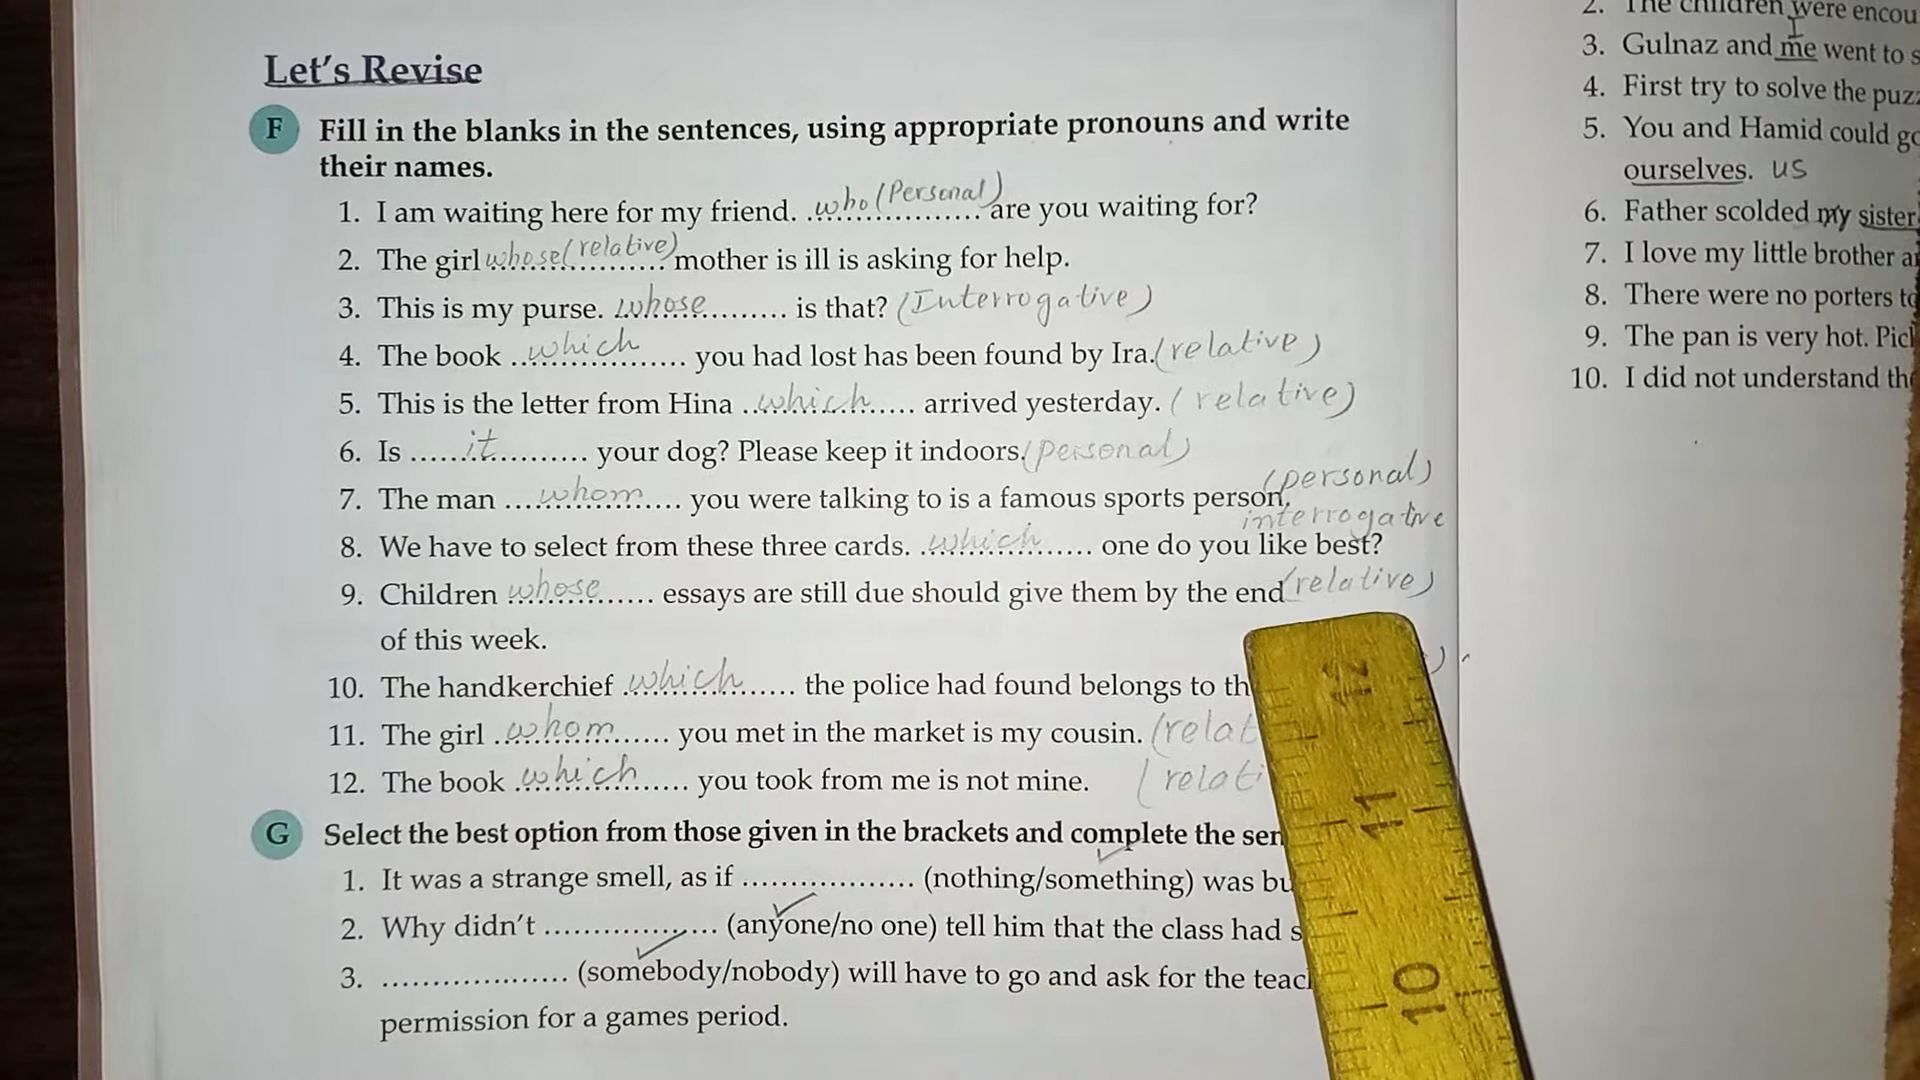 Let's Revise
F Fill in the blanks in the sentences, using appropriate pronouns and write
their names.
1. I am waiting here for my friend. who (Personal) are you waiting for?
2. The girl whose (relative) mother is ill is asking for help.
3. This is my purse. whose is that? (Interrogative)
4. The book which you had lost has been found by Ira. (relative)
5. This is the letter from Hina which arrived yesterday. (relative)
6. Is it your dog? Please keep it indoors. (personal)
7. The man whom you were talking to is a famous sports person. (personal)
8. We have to select from these three cards. which one do you like best? interrogative
9. Children whose essays are still due should give them by the end (relative)
of this week.
10. The handkerchief which the police had found belongs to th
11. The girl whom you met in the market is my cousin. (relat
12. The book which you took from me is not mine. (relati
G Select the best option from those given in the brackets and complete the sen
1. It was a strange smell, as if .................. (nothing/something) was bu
2. Why didn't .................. (anyone/no one) tell him that the class had s
3. .................. (somebody/nobody) will have to go and ask for the teac
permission for a games period.
2. The children were encou
I
3. Gulnaz and me went to s
4. First try to solve the puzz
5. You and Hamid could go
ourselves. us
6. Father scolded my sister
7. I love my little brother an
8. There were no porters to
9. The pan is very hot. Pick
10. I did not understand the
12
11
10